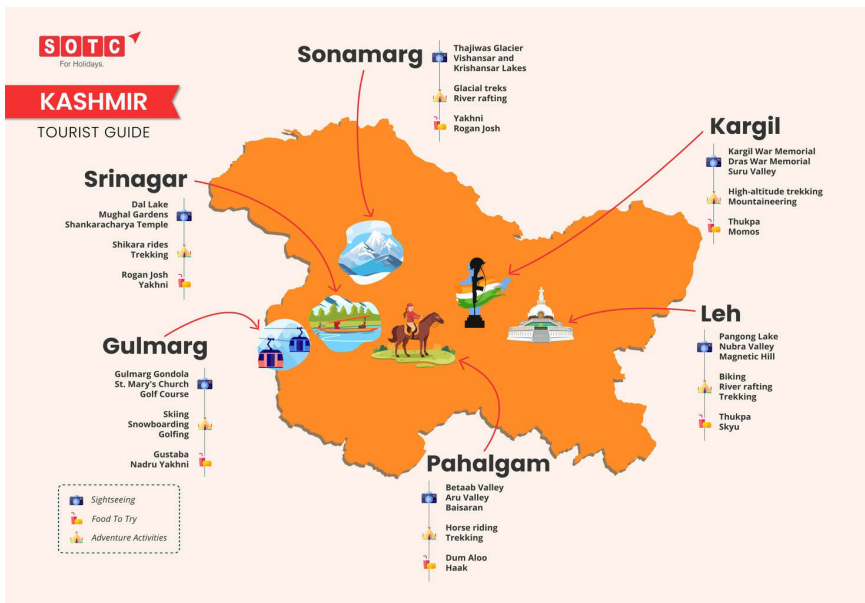 SOTC
For Holidays.
KASHMIR
TOURIST GUIDE
Sonamarg
Thajiwas Glacier
Vishansar and
Krishansar Lakes
Glacial treks
River rafting
Yakhni
Rogan Josh
Kargil
Kargil War Memorial
Dras War Memorial
Suru Valley
High-altitude trekking
Mountaineering
Thukpa
Momos
Srinagar
Dal Lake
Mughal Gardens
Shankaracharya Temple
Shikara rides
Trekking
Rogan Josh
Yakhni
Leh
Pangong Lake
Nubra Valley
Magnetic Hill
Biking
River rafting
Trekking
Thukpa
Skyu
Gulmarg
Gulmarg Gondola
St. Mary's Church
Golf Course
Skiing
Snowboarding
Golfing
Gustaba
Nadru Yakhni
Pahalgam
Betaab Valley
Aru Valley
Baisaran
Horse riding
Trekking
Dum Aloo
Haak
Sightseeing
Food To Try
Adventure Activities